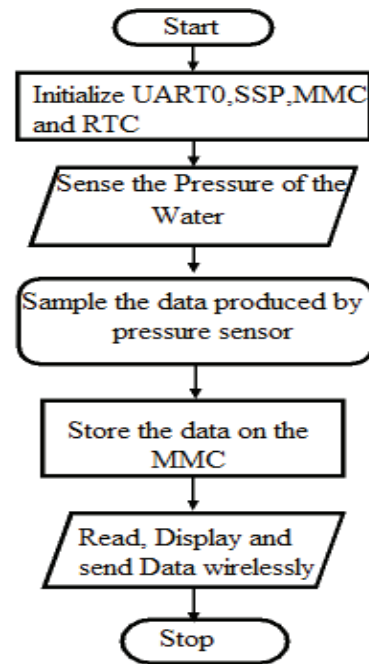 Start
Initialize UART0,SSP,MMC
and RTC
Sense the Pressure of the
Water
Sample the data produced by
pressure sensor
Store the data on the
MMC
Read, Display and
send Data wirelessly
Stop